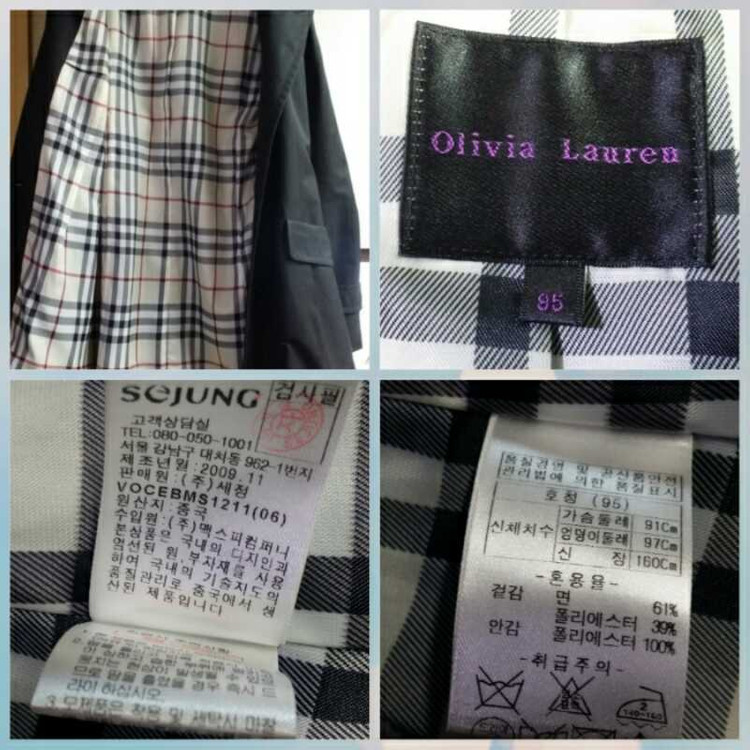 Olivia Lauren
95
SEJUNG
검사필
고객상담실
TEL:080-050-1001
서울 강남구 대치동 962-1번지
제조년월 : 2009.11
판매원 : (주)세정
VOCEBMS1211(06)
원산지 : 중국
수입원 : (주)맥스피컴퍼니
본상품은 국내의 디자인과
엄선된 원 부자재를 사용
하여 국내의 기술지도와
품질관리로 중국에서 생
산된 제품입니다
품질경영 및 공산품안전
관리법에 의한 품질표시
호칭 (95)
신체치수
가슴둘레 91Cm
엉덩이둘레 97Cm
신 장 160Cm
-혼용율-
겉감 면 61%
폴리에스터 39%
안감 폴리에스터 100%
-취급주의-
2
140~160